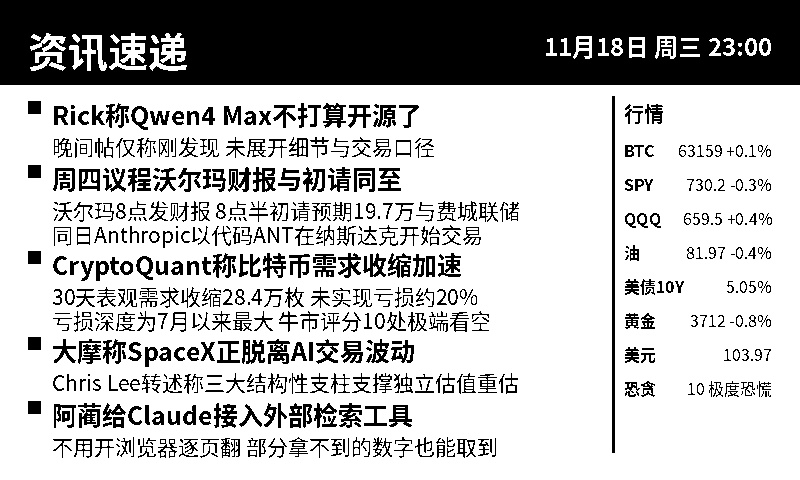 资讯速递
11月18日 周三 23:00
Rick称Qwen4 Max不打算开源了
晚间帖仅称刚发现 未展开细节与交易口径
周四议程沃尔玛财报与初请同至
沃尔玛8点发财报 8点半初请预期19.7万与费城联储
同日Anthropic以代码ANT在纳斯达克开始交易
CryptoQuant称比特币需求收缩加速
30天表观需求收缩28.4万枚 未实现亏损约20%
亏损深度为7月以来最大 牛市评分10处极端看空
大摩称SpaceX正脱离AI交易波动
Chris Lee转述称三大结构性支柱支撑独立估值重估
阿蔺给Claude接入外部检索工具
不用开浏览器逐页翻 部分拿不到的数字也能取到
行情
BTC 63159 +0.1%
SPY 730.2 -0.3%
QQQ 659.5 +0.4%
油 81.97 -0.4%
美债10Y 5.05%
黄金 3712 -0.8%
美元 103.97
恐贪 10 极度恐慌